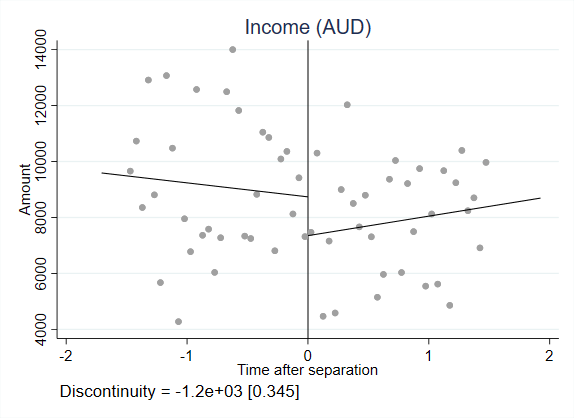 Income (AUD)
14000
12000
10000
8000
6000
4000
Amount
-2
-1
0
1
2
Time after separation
Discontinuity = -1.2e+03 [0.345]